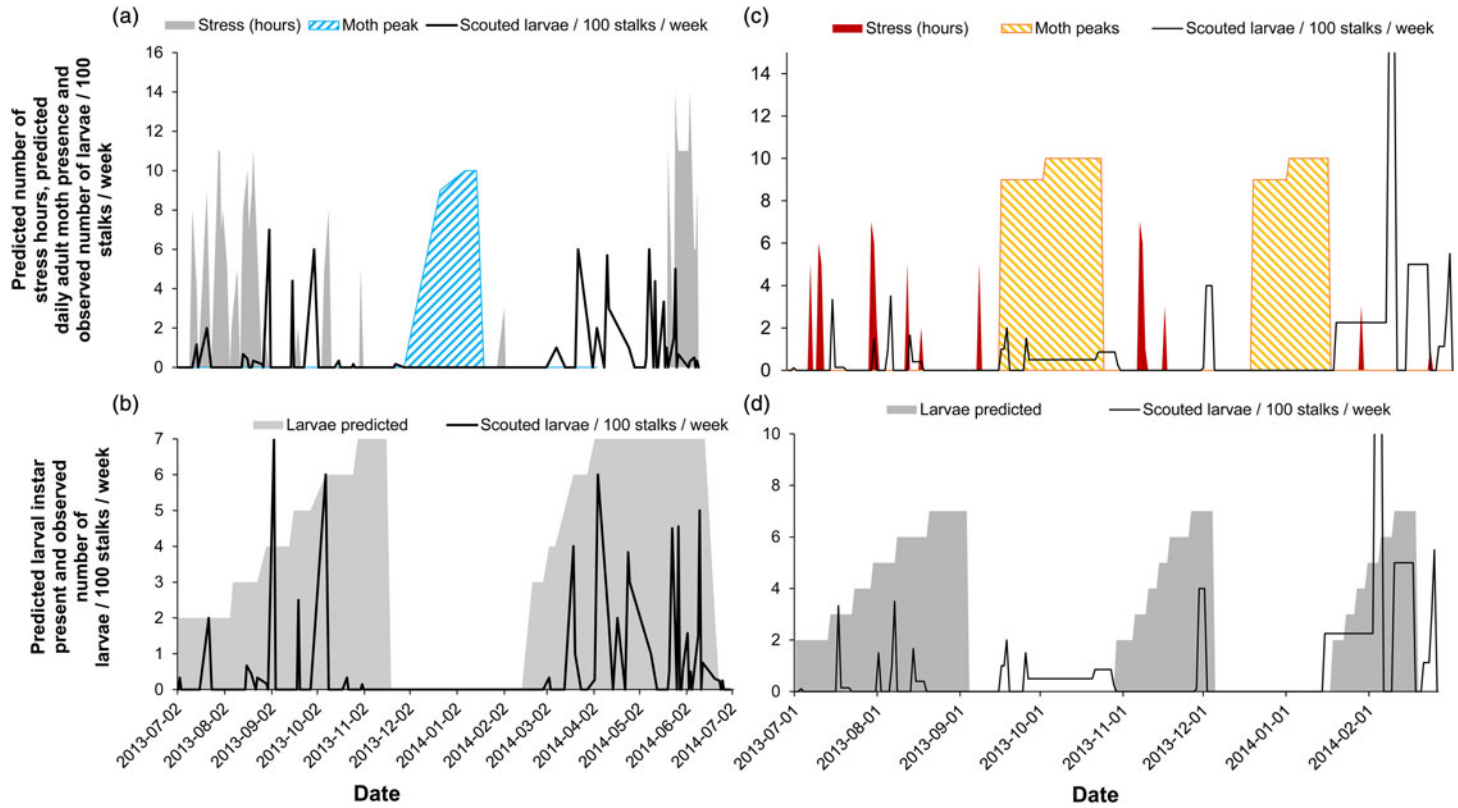 (a)
Stress (hours) Moth peak Scouted larvae / 100 stalks / week
Predicted number of
stress hours, predicted
daily adult moth presence and
observed number of larvae / 100
stalks / week
16
14
12
10
8
6
4
2
0
(c)
Stress (hours) Moth peaks Scouted larvae / 100 stalks / week
14
12
10
8
6
4
2
0
(b)
Larvae predicted Scouted larvae / 100 stalks / week
Predicted larval instar
present and observed
number of
larvae / 100 stalks / week
7
6
5
4
3
2
1
0
2013-07-02
2013-08-02
2013-09-02
2013-10-02
2013-11-02
2013-12-02
2014-01-02
2014-02-02
2014-03-02
2014-04-02
2014-05-02
2014-06-02
2014-07-02
Date
(d)
Larvae predicted Scouted larvae / 100 stalks / week
10
8
6
4
2
0
2013-07-01
2013-08-01
2013-09-01
2013-10-01
2013-11-01
2013-12-01
2014-01-01
2014-02-01
Date